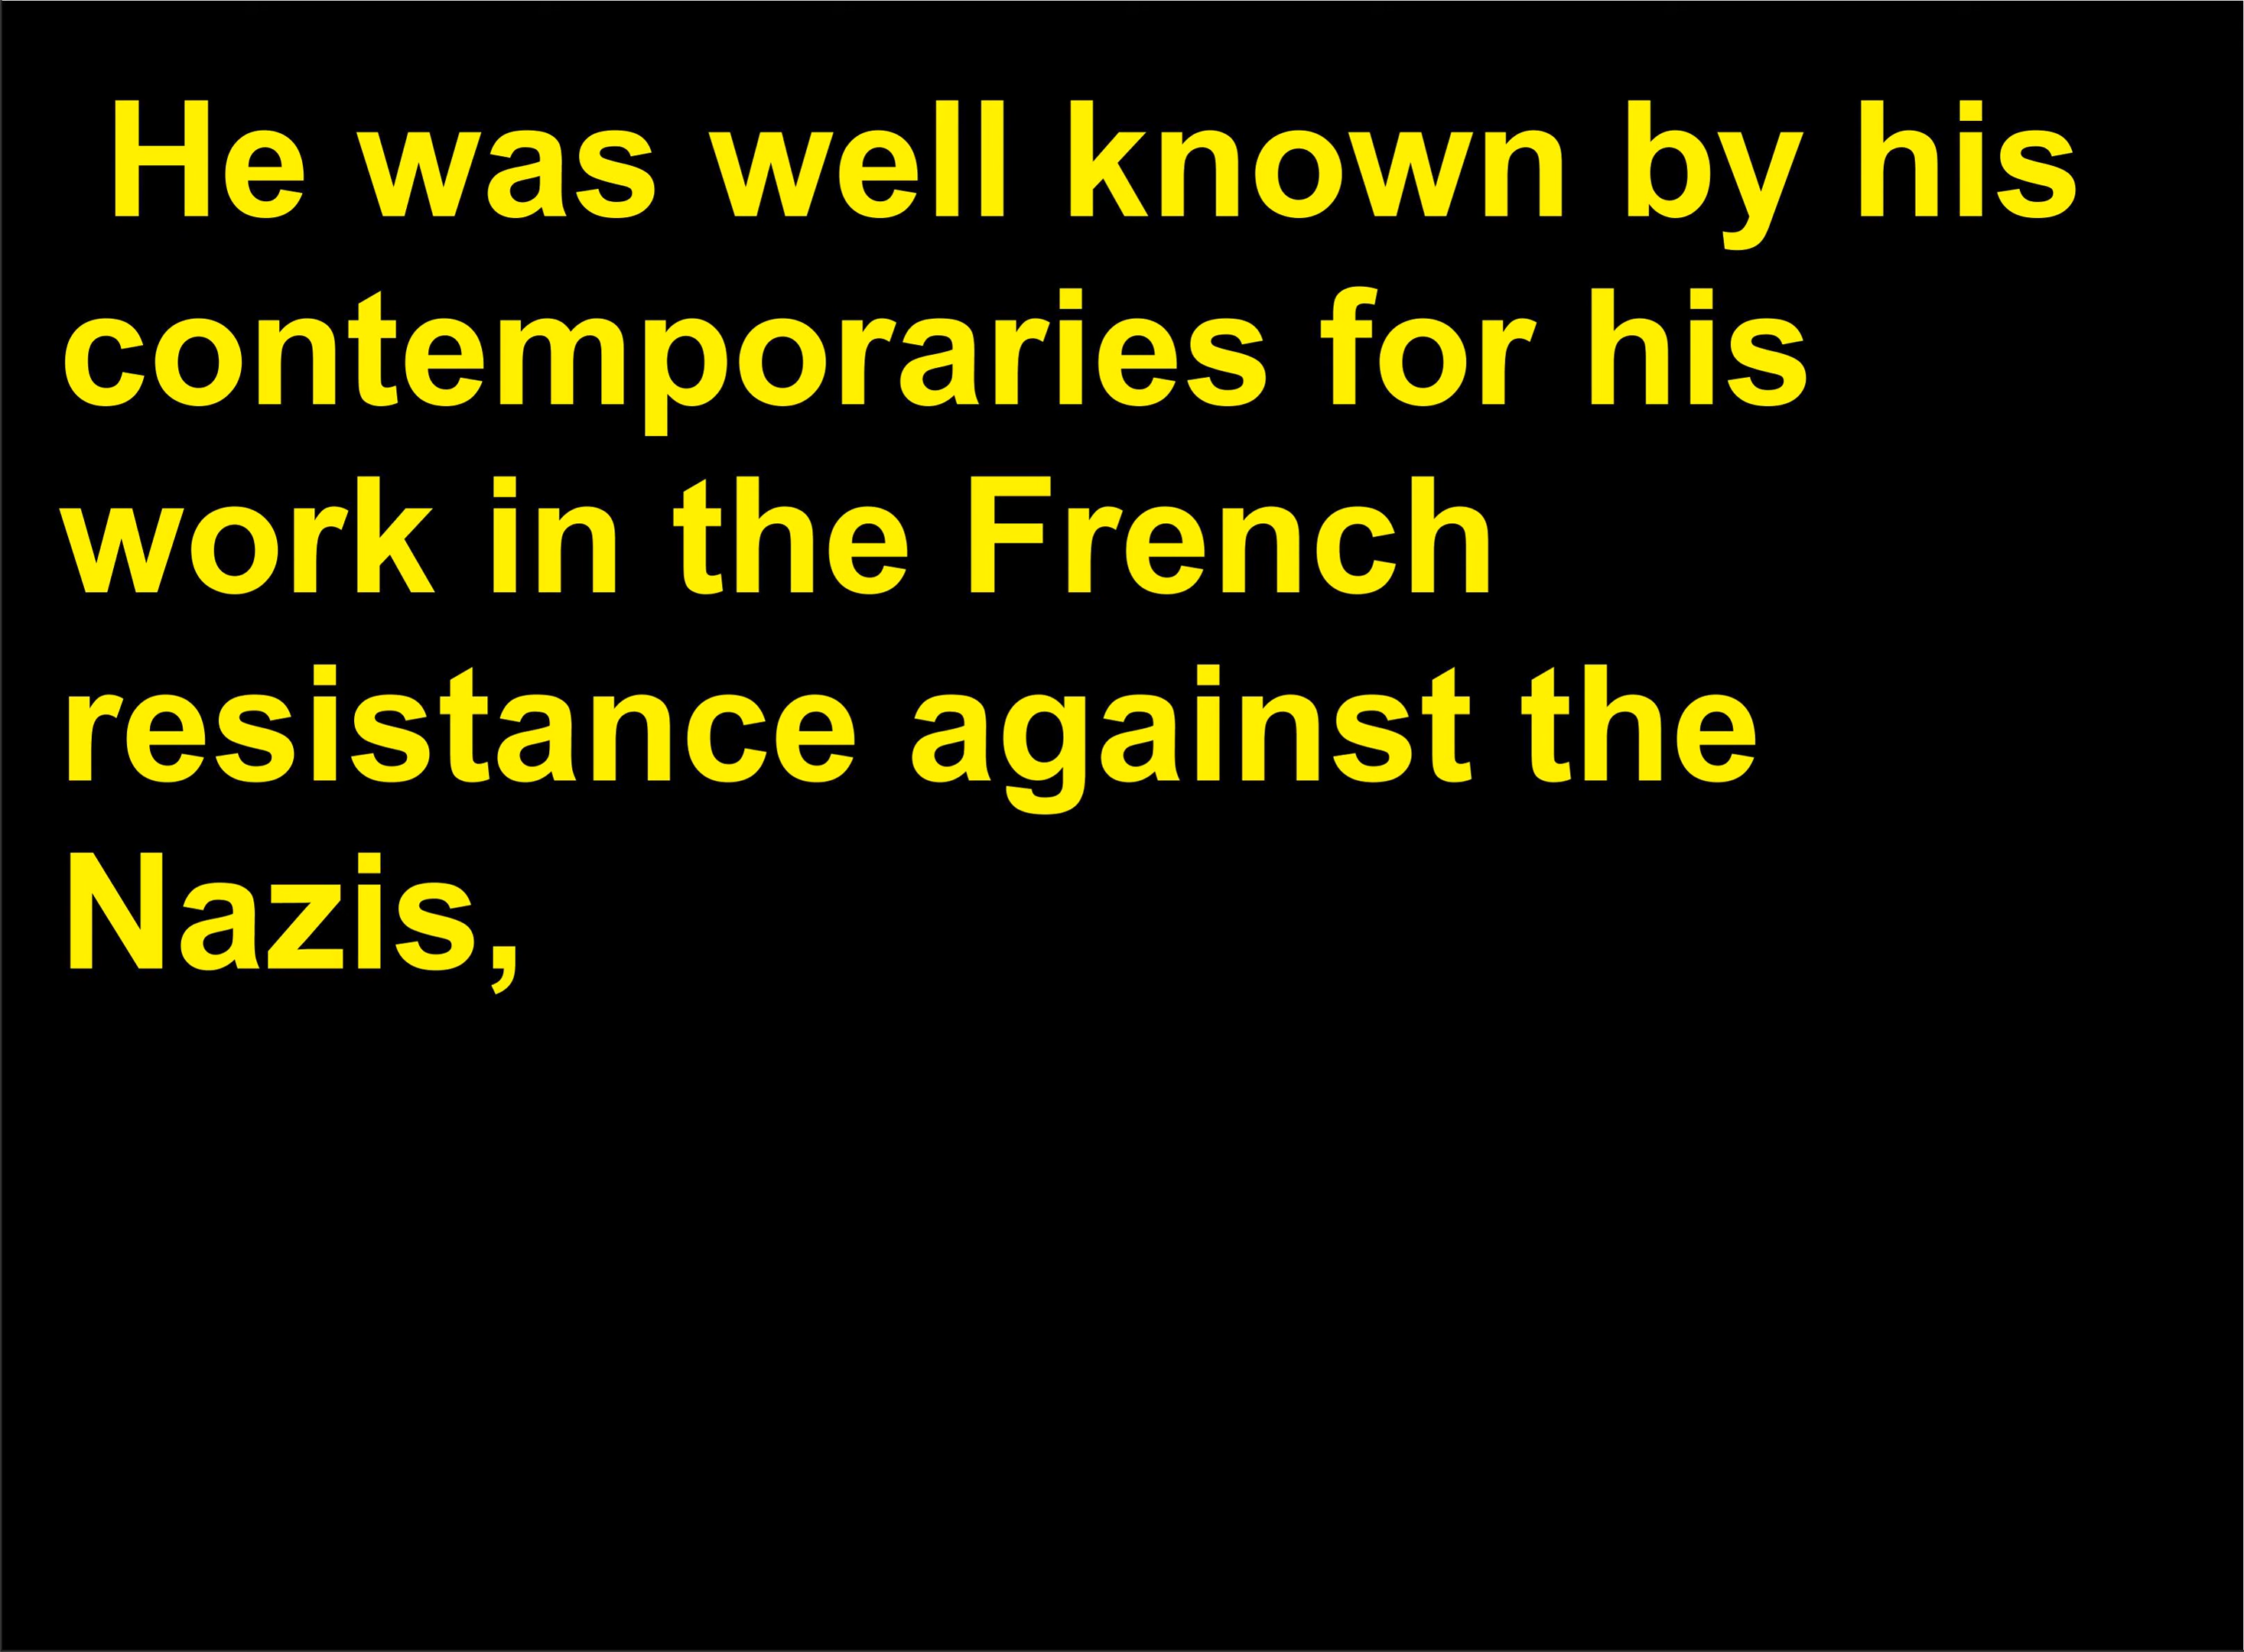 He was well known by his
contemporaries for his
work in the French
resistance against the
Nazis,